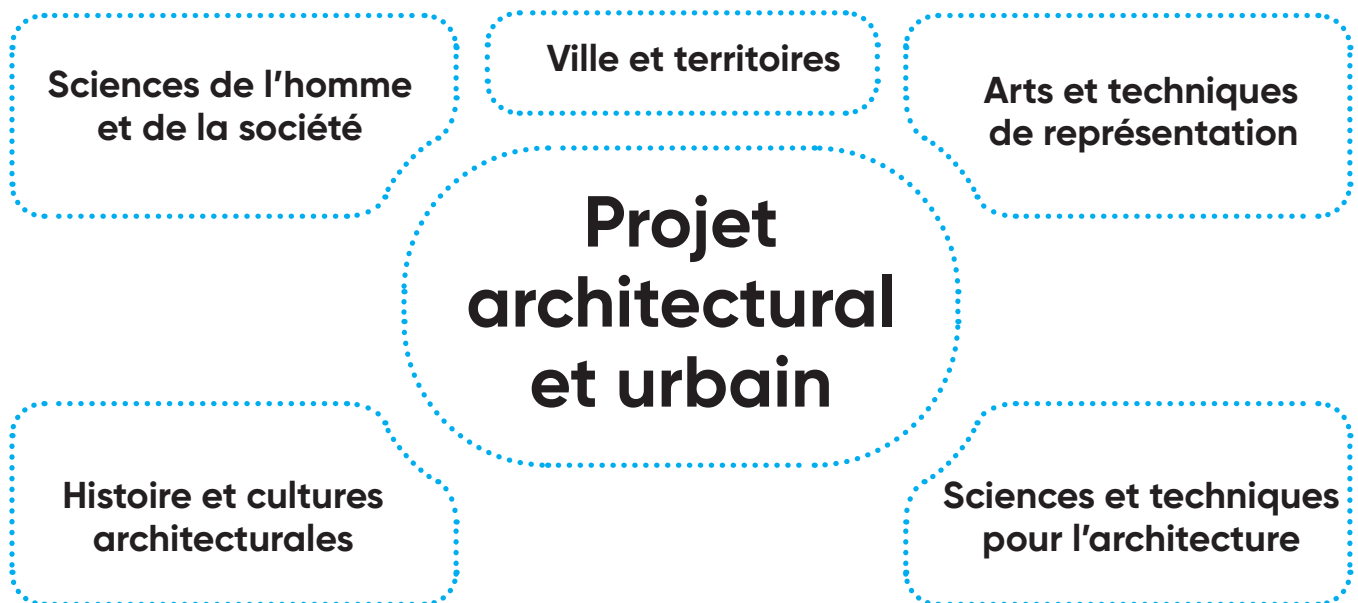 Sciences de l’homme
et de la société
Ville et territoires
Arts et techniques
de représentation
Projet
architectural
et urbain
Histoire et cultures
architecturales
Sciences et techniques
pour l’architecture